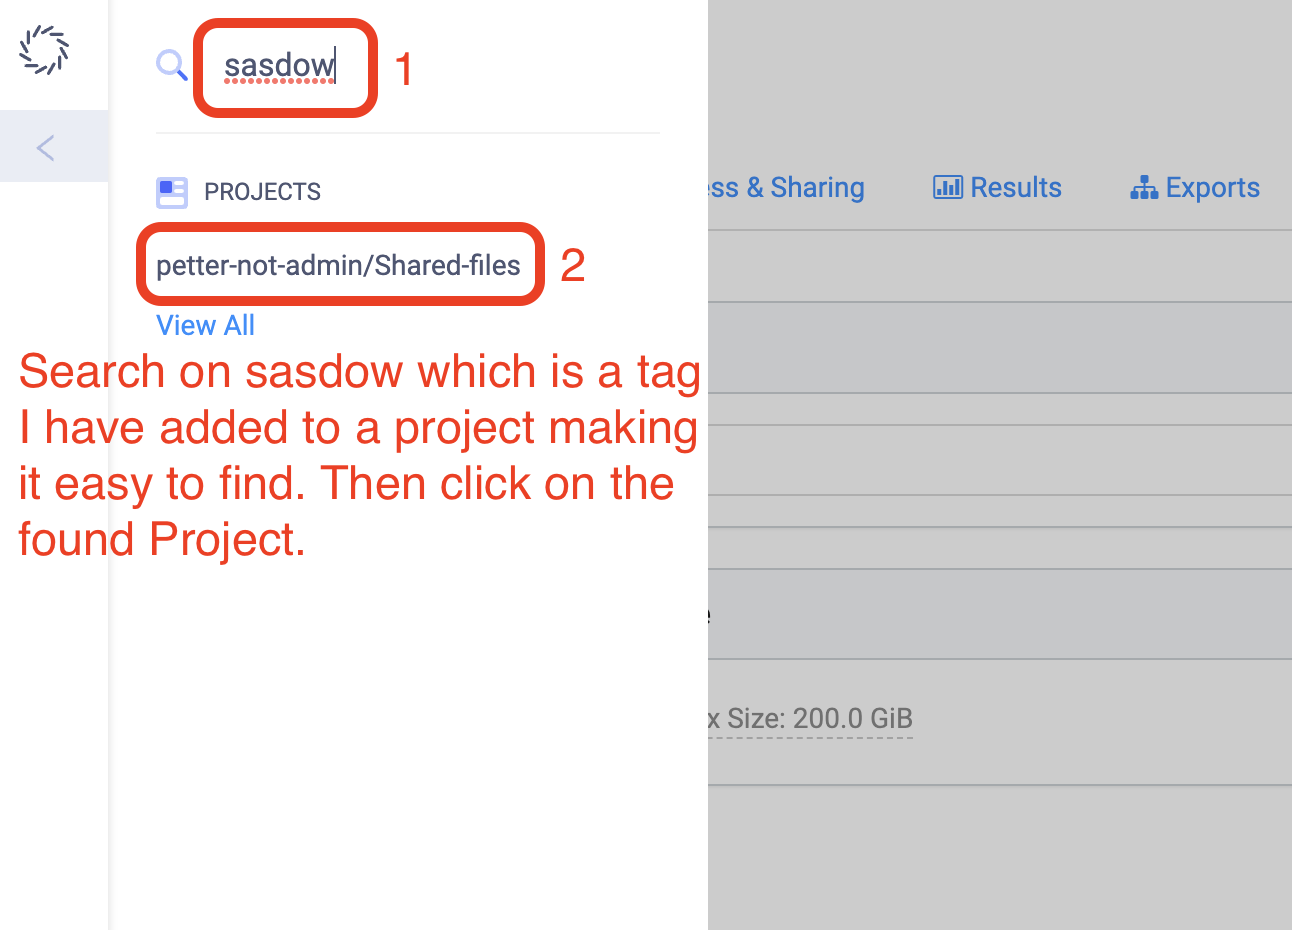 sasdow
1
PROJECTS
petter-not-admin/Shared-files
2
View All
Search on sasdow which is a tag
I have added to a project making
it easy to find. Then click on the
found Project.
& Sharing Results Exports
Size: 200.0 GiB